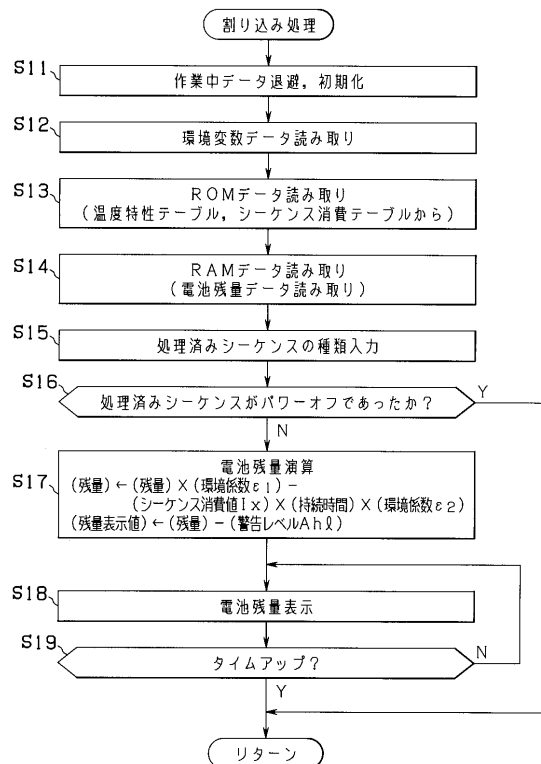 割り込み処理
S11
作業中データ退避,初期化
S12
環境変数データ読み取り
S13
ROMデータ読み取り
(温度特性テーブル,シーケンス消費テーブルから)
S14
RAMデータ読み取り
(電池残量データ読み取り)
S15
処理済みシーケンスの種類入力
S16
処理済みシーケンスがパワーオフであったか?
Y
N
S17
電池残量演算
(残量)←(残量)×(環境係数ε1)−
(シーケンス消費値Ix)×(持続時間)×(環境係数ε2)
(残量表示値)←(残量)−(警告レベルAhℓ)
S18
電池残量表示
S19
タイムアップ?
N
Y
リターン